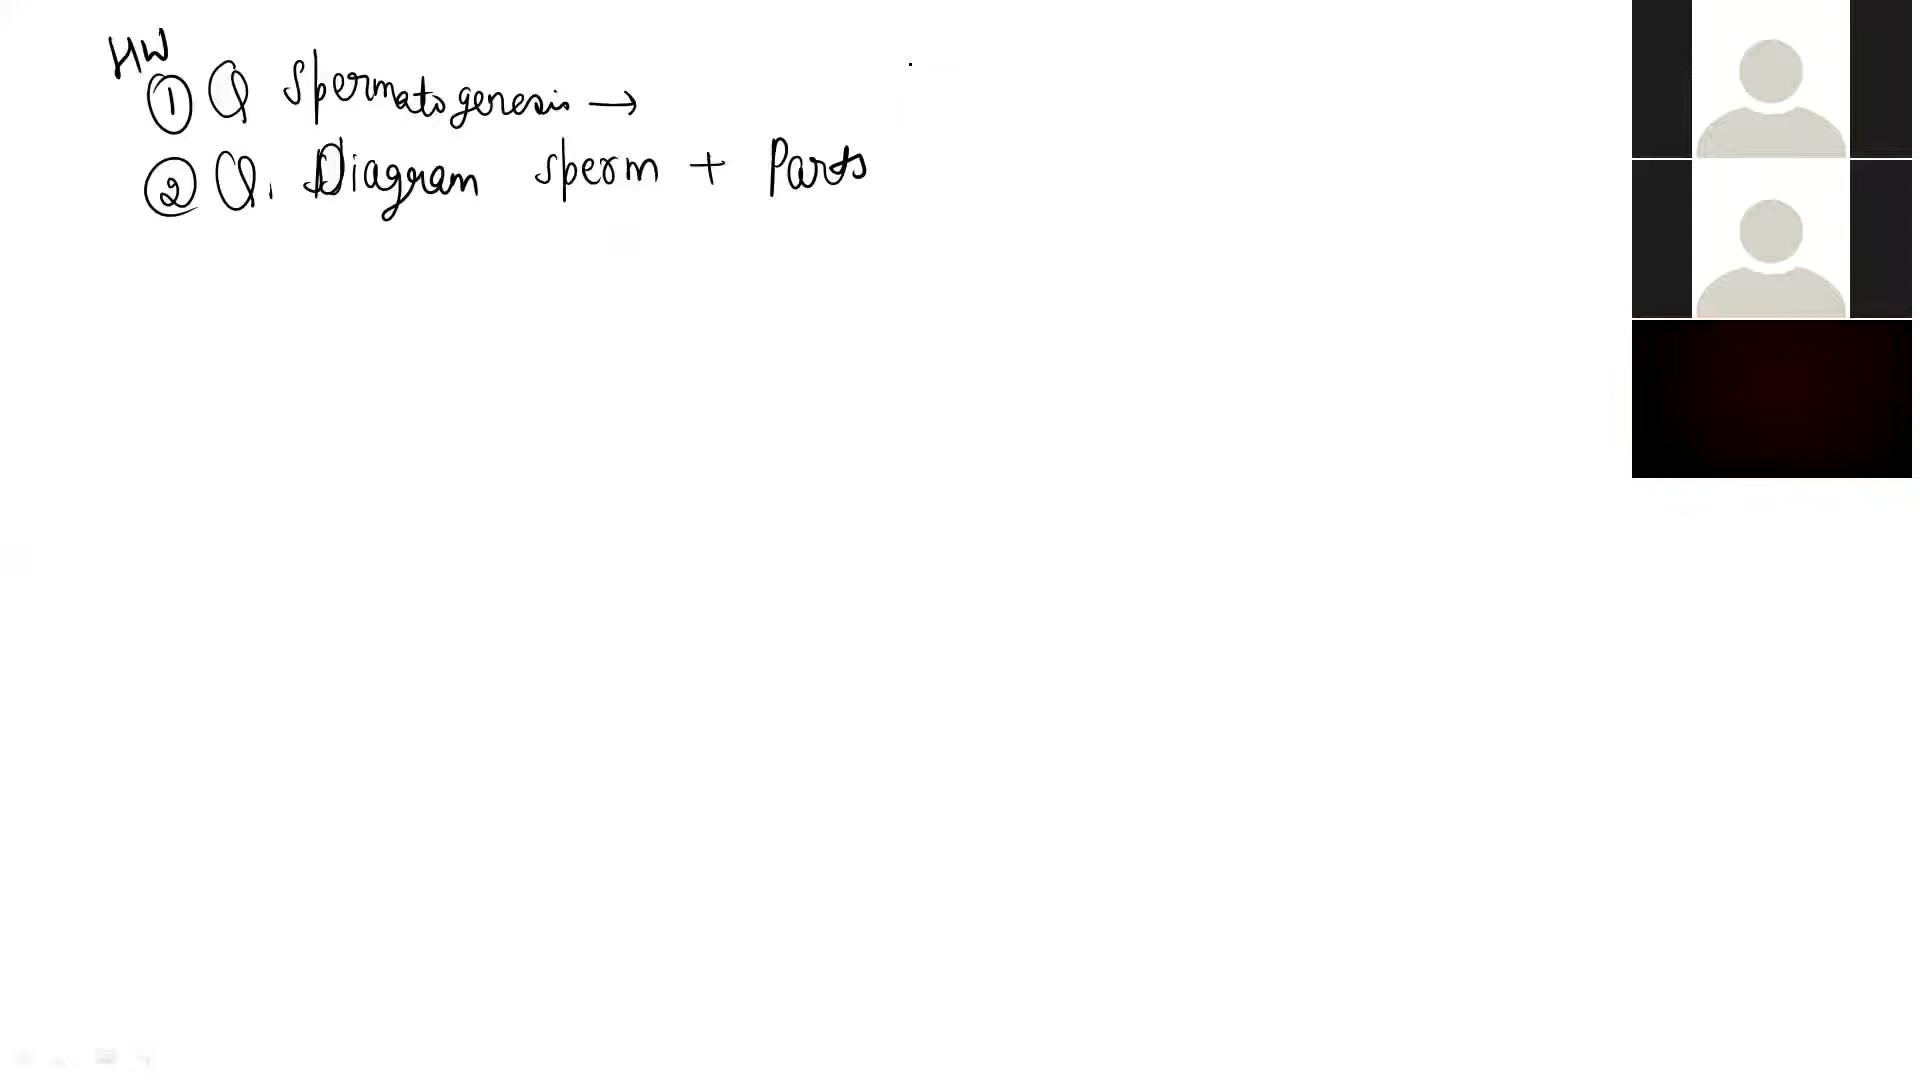 HW
① Q Spermatogenesis →
② Q. Diagram sperm + Parts